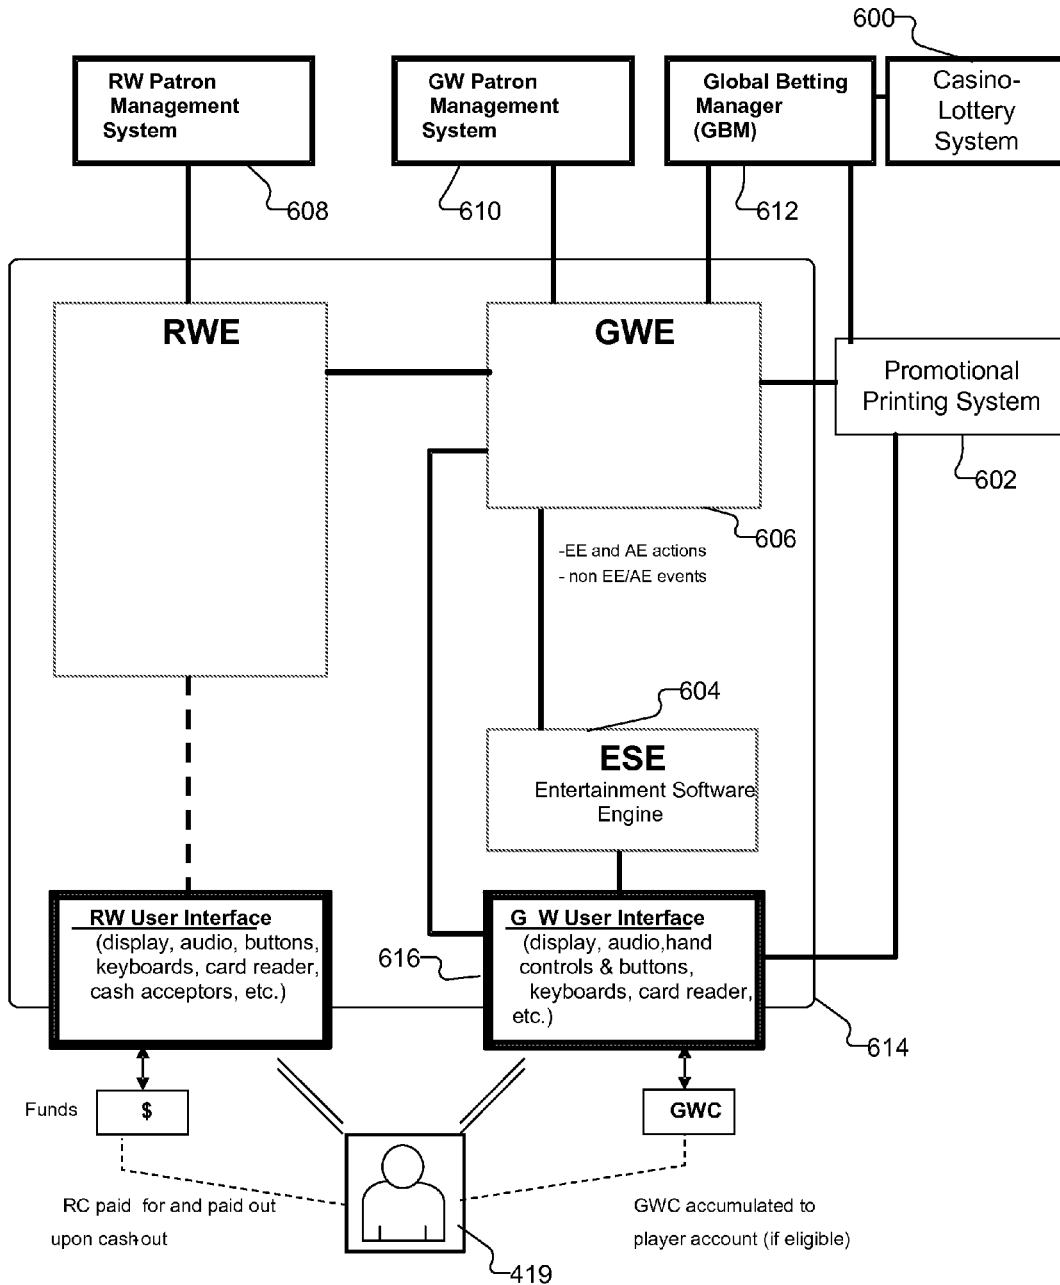 600
RW Patron
Management
System
GW Patron
Management
System
Global Betting
Manager
(GBM)
Casino-
Lottery
System
608
610
612
RWE
GWE
Promotional
Printing System
602
606
-EE and AE actions
- non EE/AE events
604
ESE
Entertainment Software
Engine
RW User Interface
(display, audio, buttons,
keyboards, card reader,
cash acceptors, etc.)
616
G W User Interface
(display, audio,hand
controls & buttons,
keyboards, card reader,
etc.)
614
Funds
$
GWC
RC paid for and paid out
upon cash-out
GWC accumulated to
player account (if eligible)
419